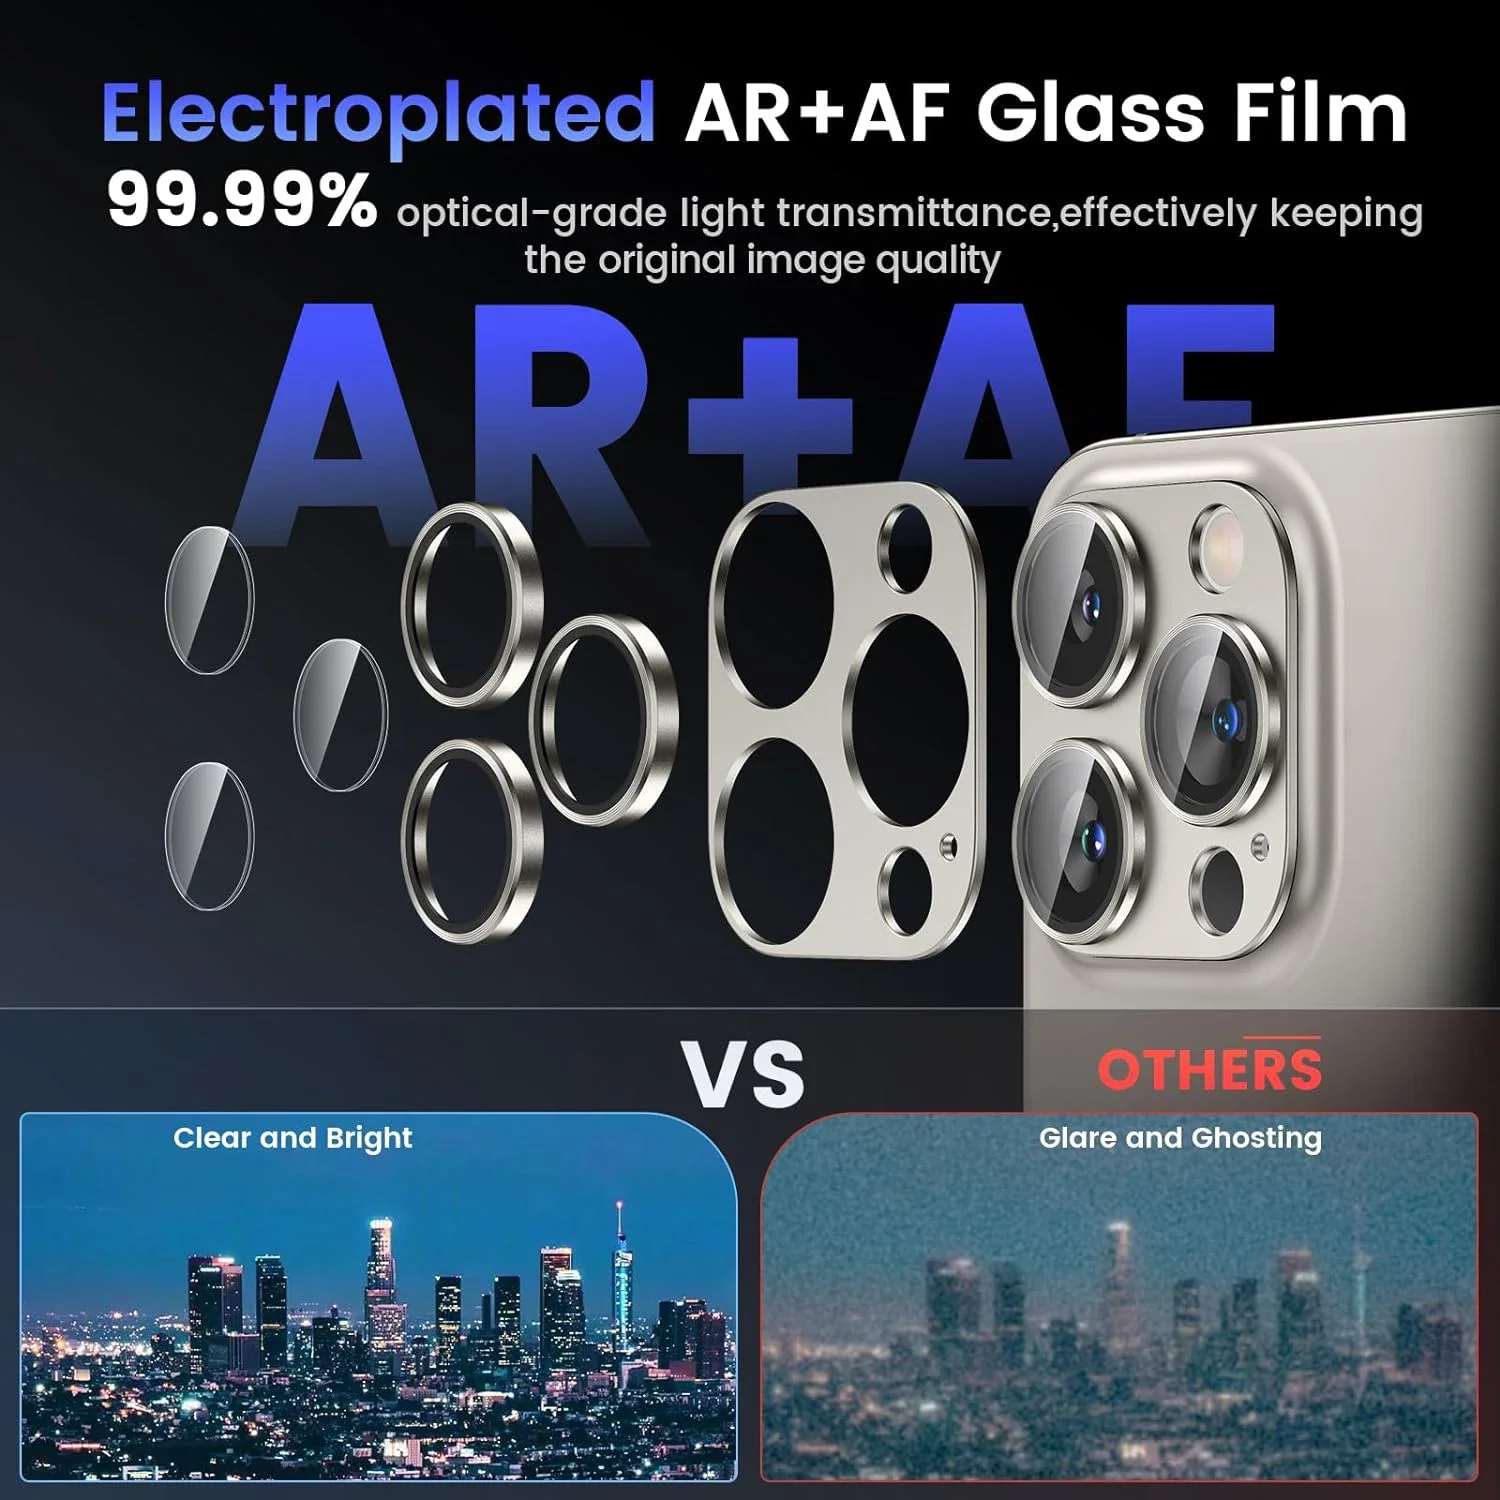 Electroplated AR+AF Glass Film
99.99% optical-grade light transmittance,effectively keeping
the original image quality
AR+AF
VS
OTHERS
Clear and Bright
Glare and Ghosting